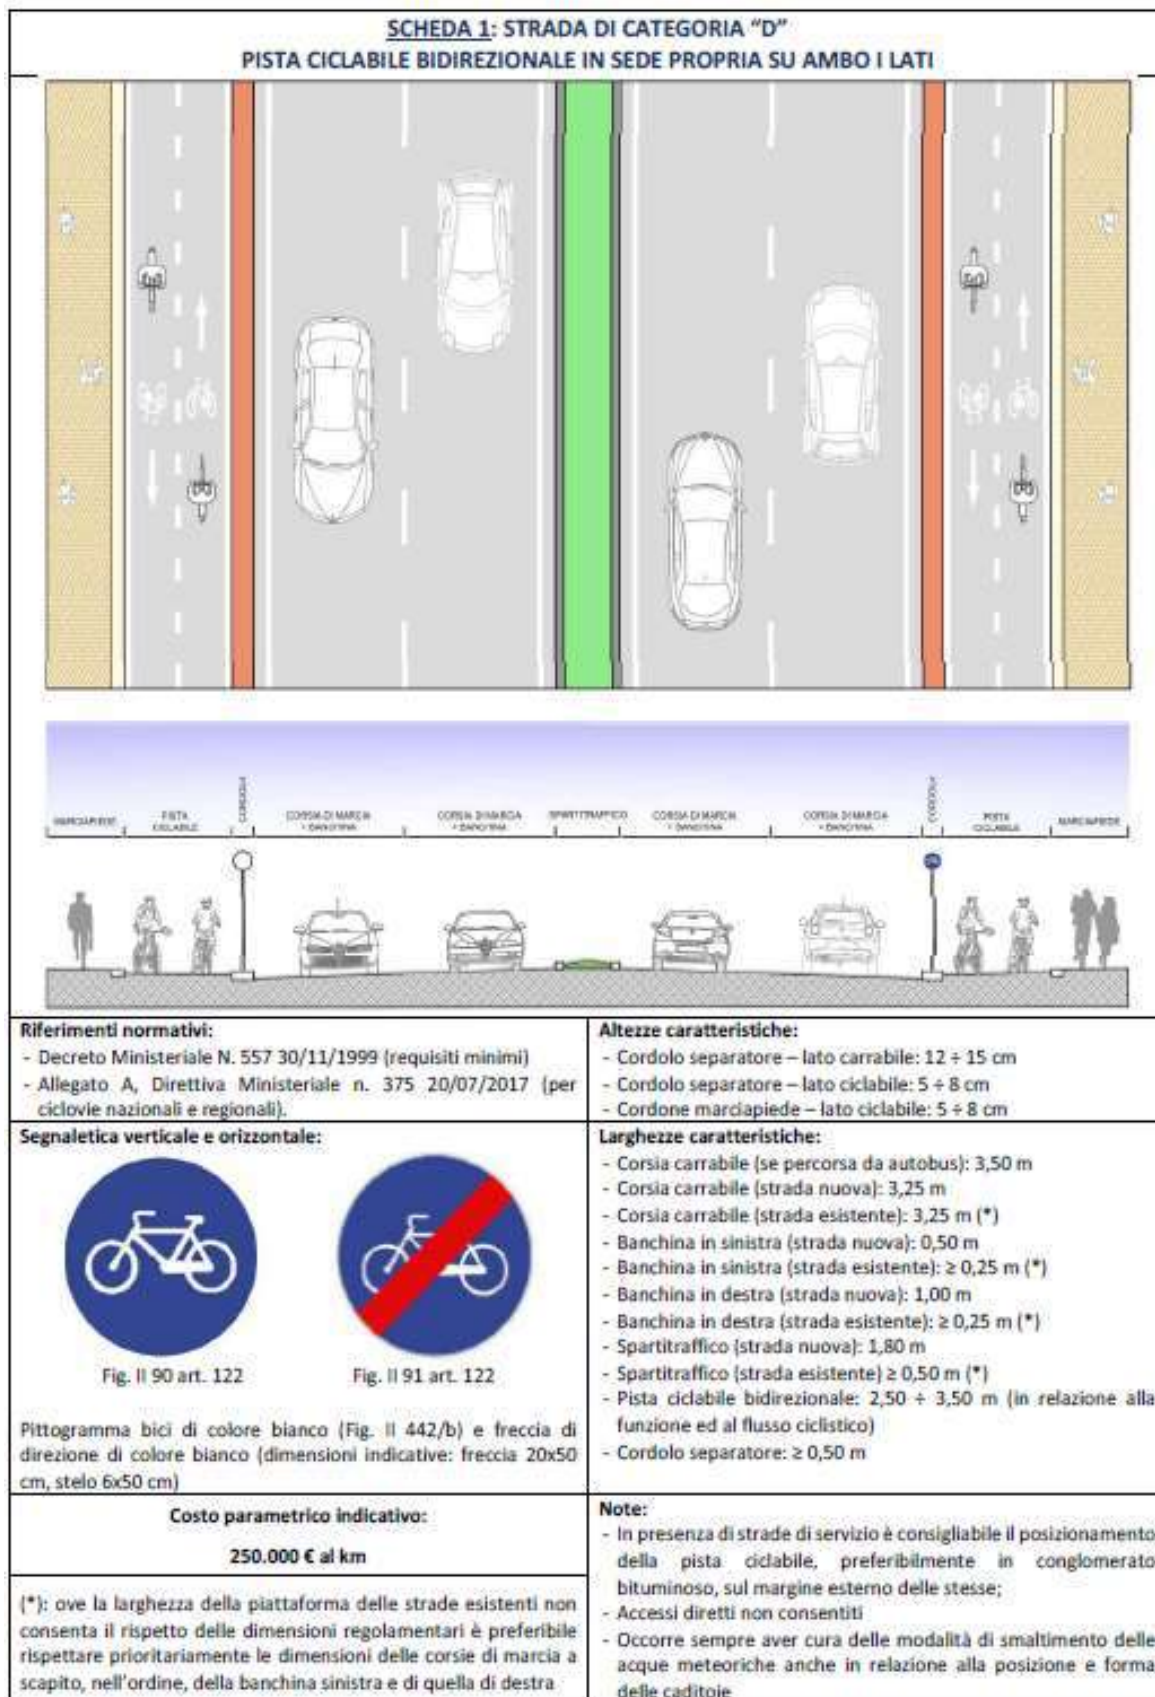 SCHEDA 1: STRADA DI CATEGORIA "D"
PISTA CICLABILE BIDIREZIONALE IN SEDE PROPRIA SU AMBO I LATI
MARCIAPIEDE
PISTA
CICLABILE
CORDOLO
CORSIA DI MARCIA
+ BANCHINA
CORSIA DI MARCIA
+ BANCHINA
SPARTITRAFFICO
CORSIA DI MARCIA
+ BANCHINA
CORSIA DI MARCIA
+ BANCHINA
CORDOLO
PISTA
CICLABILE
MARCIAPIEDE
Riferimenti normativi:
- Decreto Ministeriale N. 557 30/11/1999 (requisiti minimi)
- Allegato A, Direttiva Ministeriale n. 375 20/07/2017 (per
ciclovie nazionali e regionali).
Altezze caratteristiche:
- Cordolo separatore – lato carrabile: 12 ÷ 15 cm
- Cordolo separatore – lato ciclabile: 5 ÷ 8 cm
- Cordone marciapiede – lato ciclabile: 5 ÷ 8 cm
Segnaletica verticale e orizzontale:
Fig. II 90 art. 122
Fig. II 91 art. 122
Pittogramma bici di colore bianco (Fig. II 442/b) e freccia di
direzione di colore bianco (dimensioni indicative: freccia 20x50
cm, stelo 6x50 cm)
Larghezze caratteristiche:
- Corsia carrabile (se percorsa da autobus): 3,50 m
- Corsia carrabile (strada nuova): 3,25 m
- Corsia carrabile (strada esistente): 3,25 m (*)
- Banchina in sinistra (strada nuova): 0,50 m
- Banchina in sinistra (strada esistente): ≥ 0,25 m (*)
- Banchina in destra (strada nuova): 1,00 m
- Banchina in destra (strada esistente): ≥ 0,25 m (*)
- Spartitraffico (strada nuova): 1,80 m
- Spartitraffico (strada esistente) ≥ 0,50 m (*)
- Pista ciclabile bidirezionale: 2,50 ÷ 3,50 m (in relazione alla
funzione ed al flusso ciclistico)
- Cordolo separatore: ≥ 0,50 m
Costo parametrico indicativo:
250.000 € al km
(*): ove la larghezza della piattaforma delle strade esistenti non
consenta il rispetto delle dimensioni regolamentari è preferibile
rispettare prioritariamente le dimensioni delle corsie di marcia a
scapito, nell'ordine, della banchina sinistra e di quella di destra
Note:
- In presenza di strade di servizio è consigliabile il posizionamento
della pista ciclabile, preferibilmente in conglomerato
bituminoso, sul margine esterno delle stesse;
- Accessi diretti non consentiti
- Occorre sempre aver cura delle modalità di smaltimento delle
acque meteoriche anche in relazione alla posizione e forma
delle caditoie